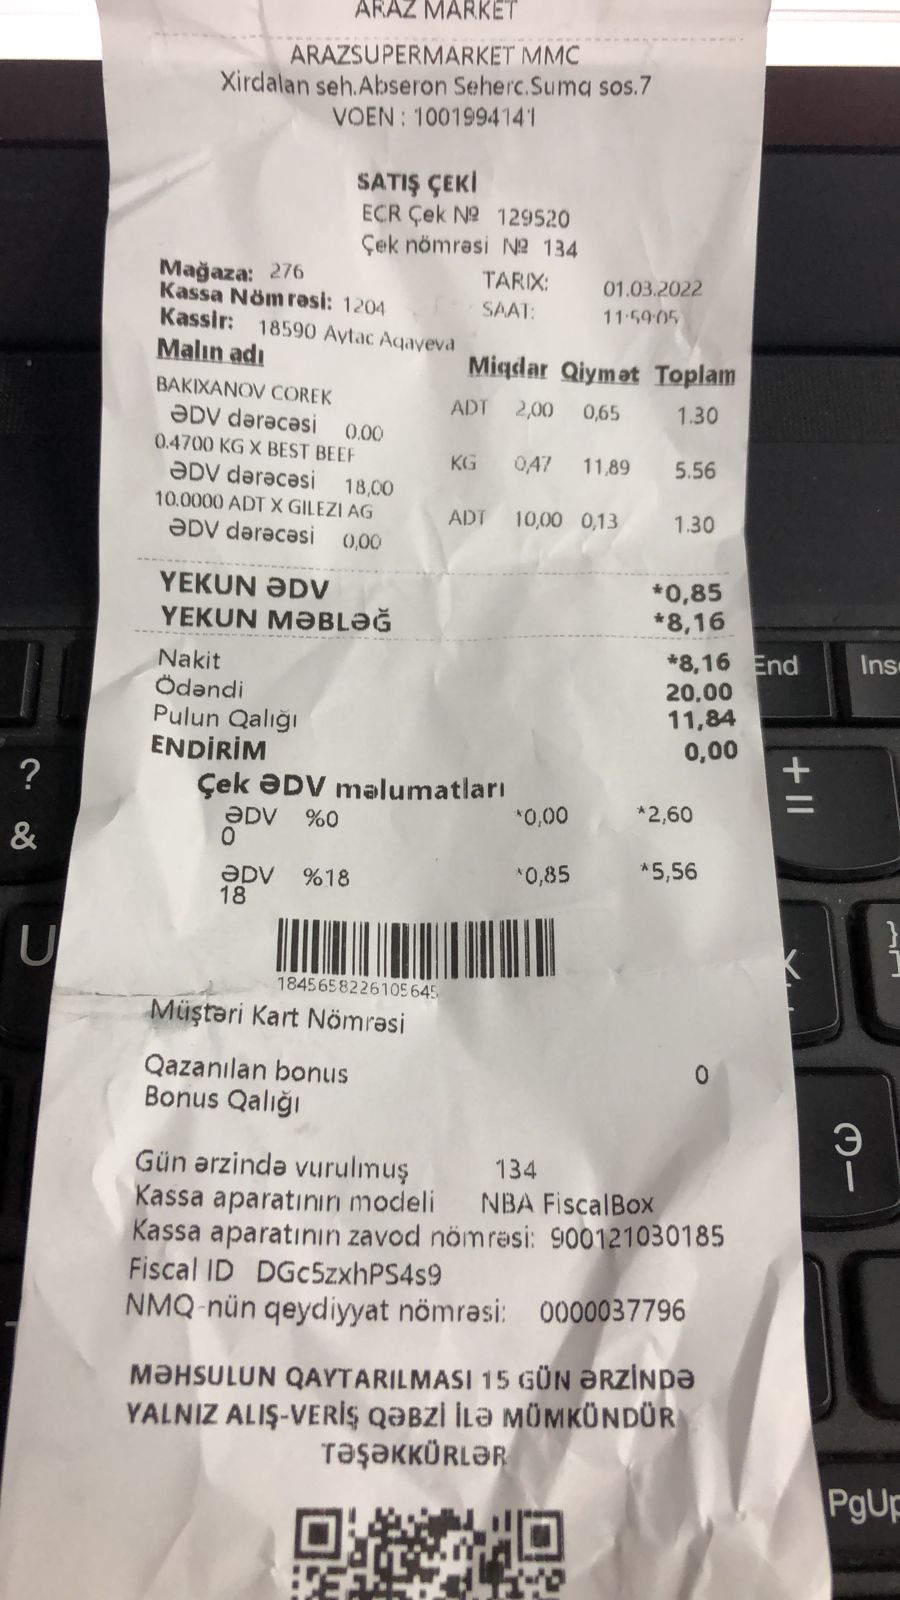 ARAZ MARKET
ARAZSUPERMARKET MMC
Xirdalan seh.Abseron Seherc.Sumq sos.7
VOEN : 1001994141
SATIŞ ÇEKİ
ECR Çek № 129520
Çek nömrəsi № 134
Mağaza: 276 TARIX: 01.03.2022
Kassa Nömrəsi: 1204 SAAT: 11:59:05
Kassir: 18590 Aytac Aqayeva
Malın adı Miqdar Qiymət Toplam
BAKIXANOV COREK ADT 2,00 0,65 1.30
ƏDV dərəcəsi 0.00
0.4700 KG X BEST BEEF KG 0,47 11,89 5.56
ƏDV dərəcəsi 18,00
10.0000 ADT X GILEZI AG ADT 10,00 0,13 1.30
ƏDV dərəcəsi 0,00
YEKUN ƏDV *0,85
YEKUN MƏBLƏĞ *8,16
Nakit *8,16
Ödəndi 20,00
Pulun Qalığı 11,84
ENDİRİM 0,00
Çek ƏDV məlumatları
ƏDV %0 *0,00 *2,60
0
ƏDV %18 *0,85 *5,56
18
1845658226105645
Müştəri Kart Nömrəsi
Qazanılan bonus 0
Bonus Qalığı
Gün ərzində vurulmuş 134
Kassa aparatının modeli NBA FiscalBox
Kassa aparatının zavod nömrəsi: 900121030185
Fiscal ID DGc5zxhPS4s9
NMQ-nün qeydiyyat nömrəsi: 0000037796
MƏHSULUN QAYTARILMASI 15 GÜN ƏRZİNDƏ
YALNIZ ALIŞ-VERİŞ QƏBZİ İLƏ MÜMKÜNDÜR
TƏŞƏKKÜRLƏR
End
Ins
?
&
+
=
U
}
Э
PgUp